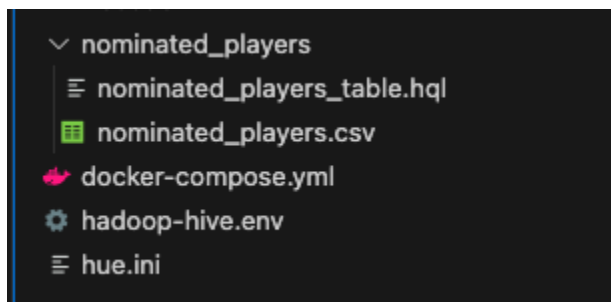 nominated_players
nominated_players_table.hql
nominated_players.csv
docker-compose.yml
hadoop-hive.env
hue.ini